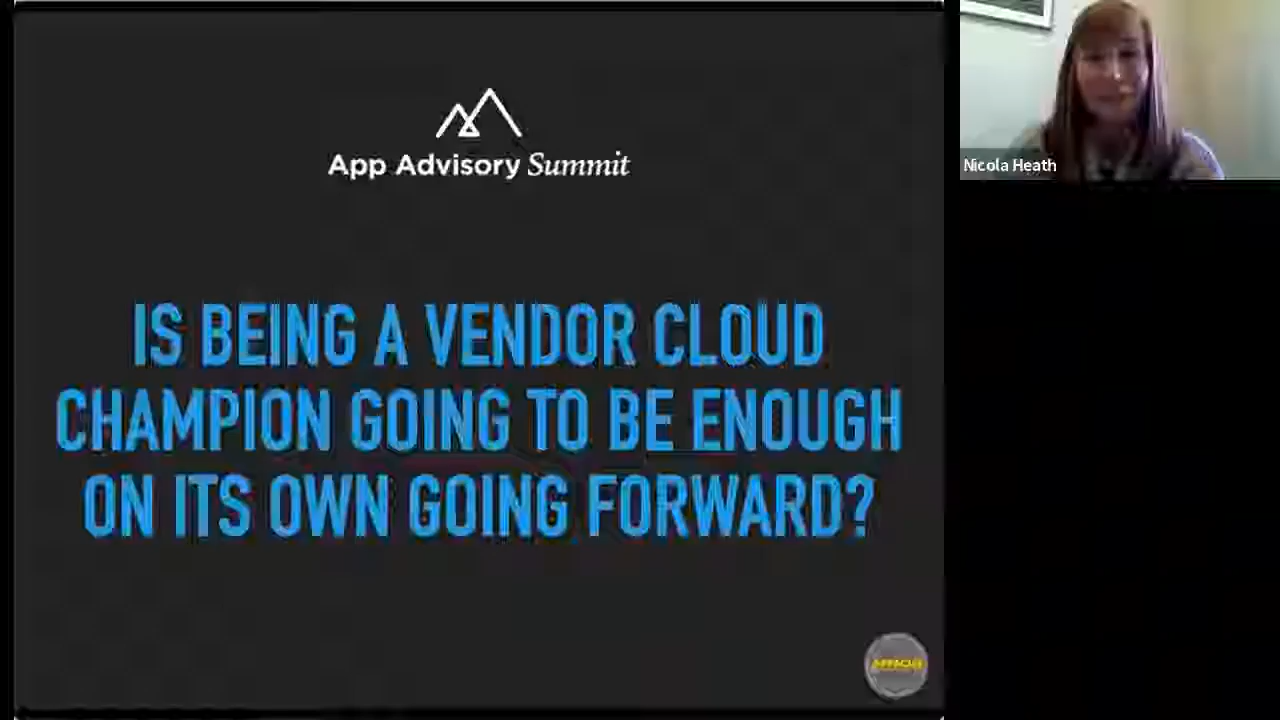 App Advisory Summit
Nicola Heath
IS BEING A VENDOR CLOUD
CHAMPION GOING TO BE ENOUGH
ON ITS OWN GOING FORWARD?